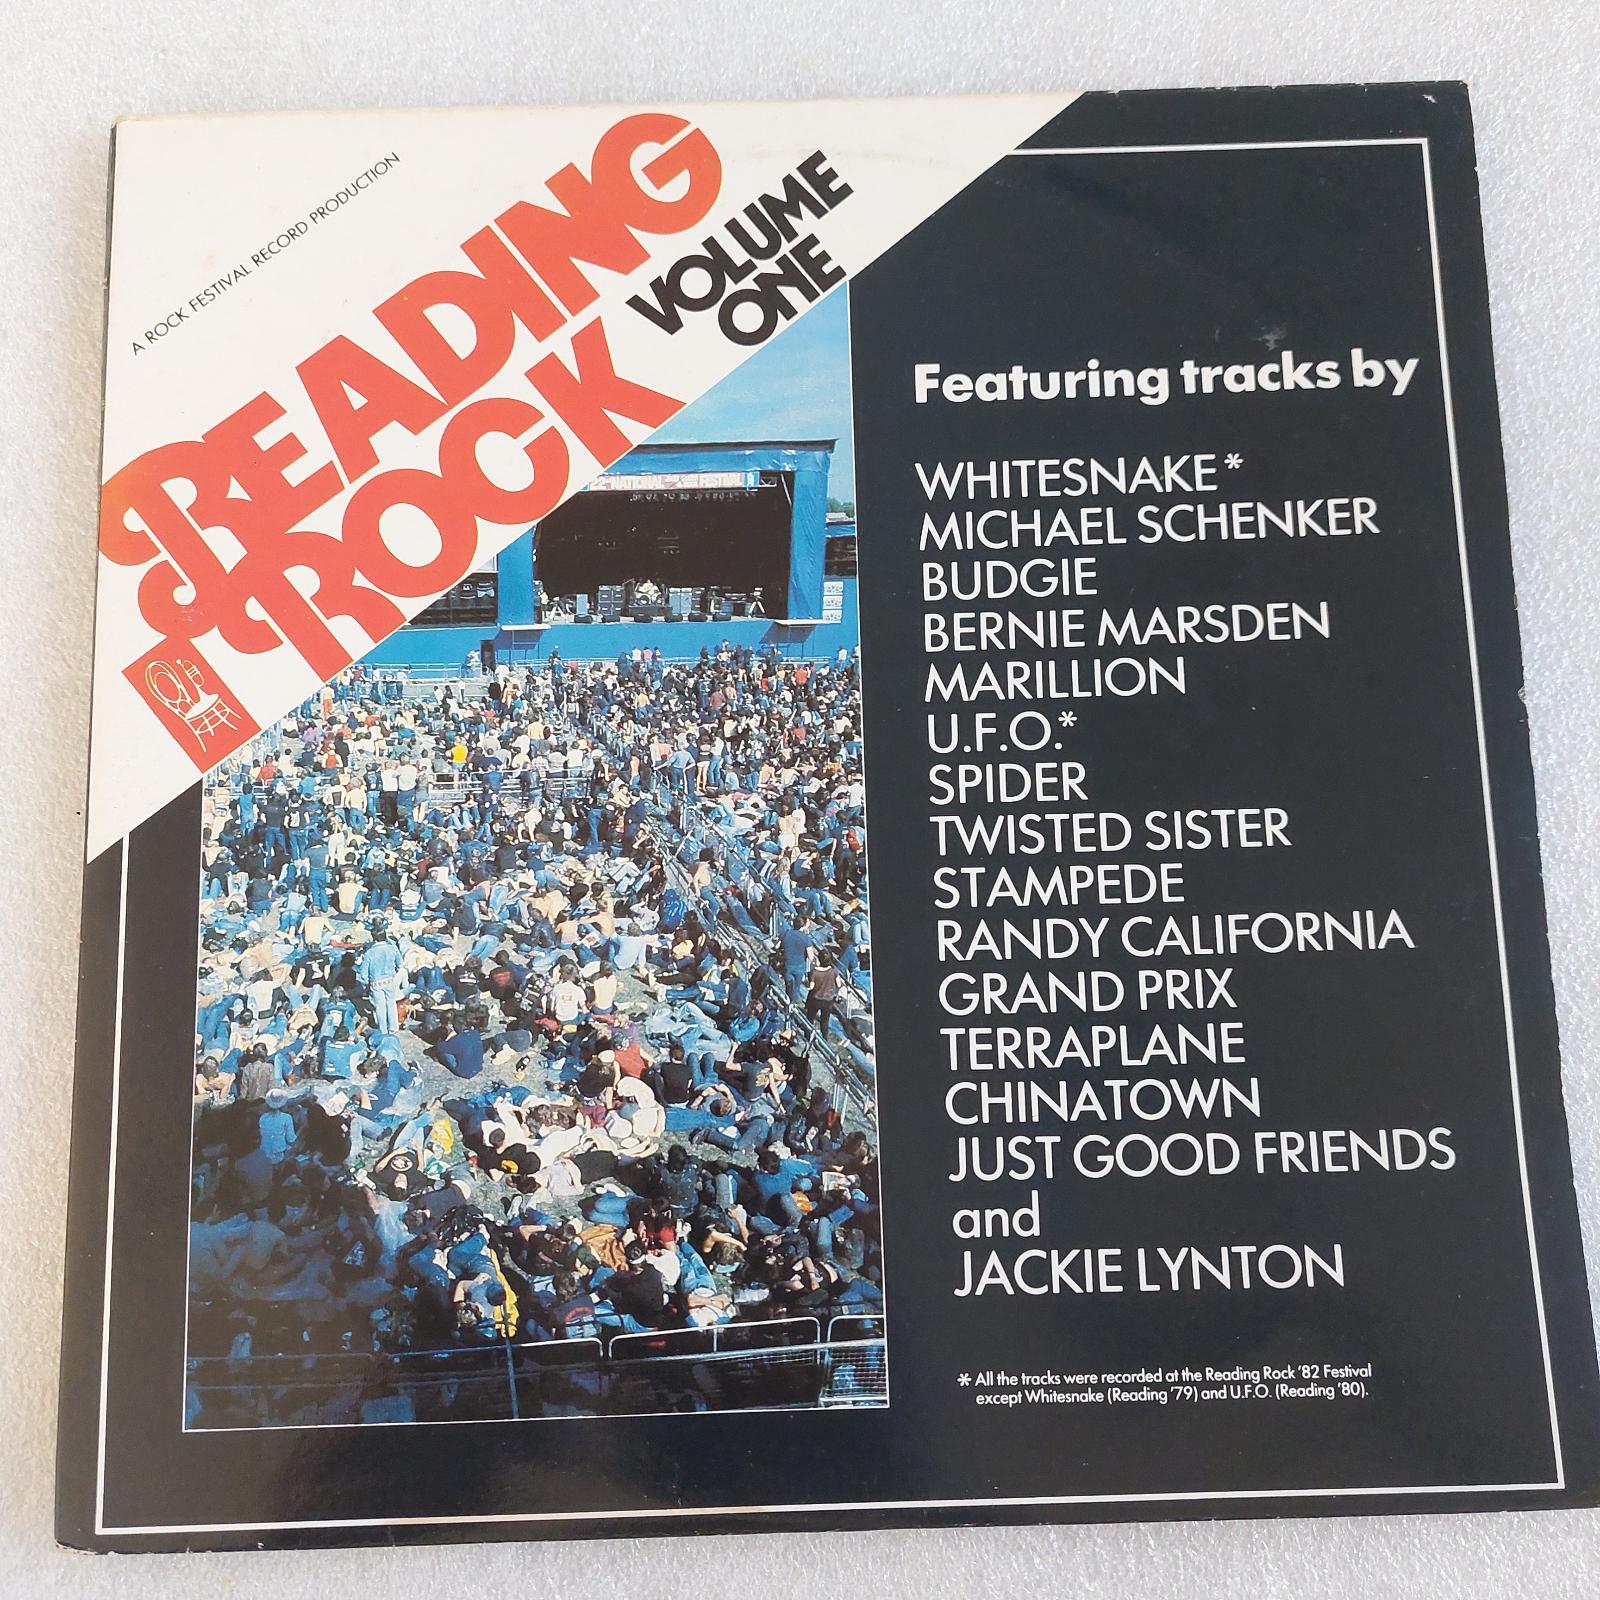 A ROCK FESTIVAL RECORD PRODUCTION
READING
ROCK
VOLUME
ONE
NATIONAL FESTIVAL
Featuring tracks by
WHITESNAKE*
MICHAEL SCHENKER
BUDGIE
BERNIE MARSDEN
MARILLION
U.F.O.*
SPIDER
TWISTED SISTER
STAMPEDE
RANDY CALIFORNIA
GRAND PRIX
TERRAPLANE
CHINATOWN
JUST GOOD FRIENDS
and
JACKIE LYNTON
* All the tracks were recorded at the Reading Rock '82 Festival
except Whitesnake (Reading '79) and U.F.O. (Reading '80).